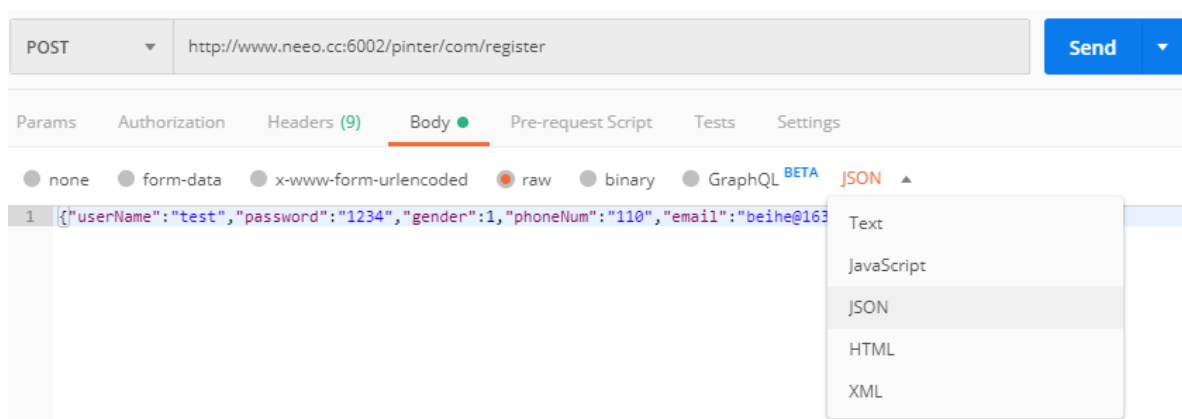 POST http://www.neeo.cc:6002/pinter/com/register Send
Params Authorization Headers (9) Body Pre-request Script Tests Settings
none form-data x-www-form-urlencoded raw binary GraphQL BETA JSON
1 {"userName":"test","password":"1234","gender":1,"phoneNum":"110","email":"beihe@163
Text
JavaScript
JSON
HTML
XML